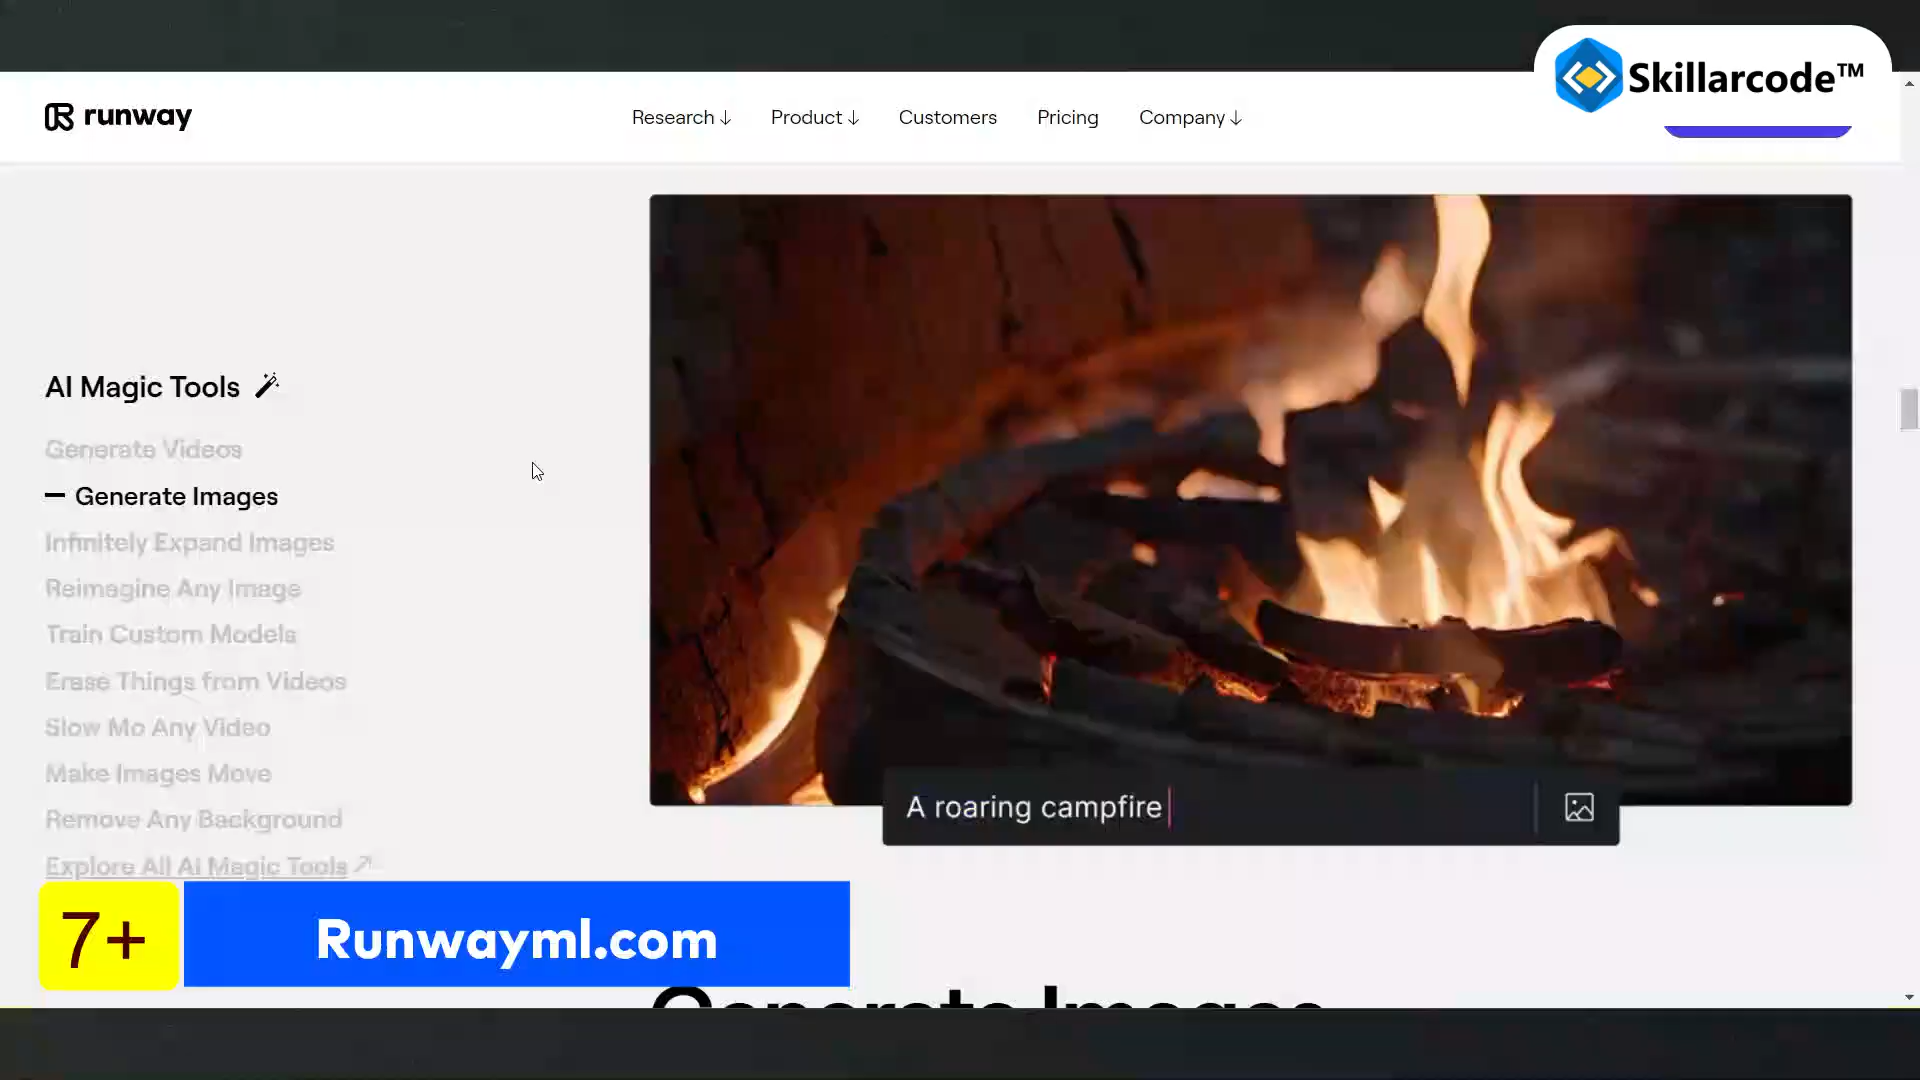 Skillarcode™
runway
Research ↓ Product ↓ Customers Pricing Company ↓
AI Magic Tools
Generate Videos
Generate Images
Infinitely Expand Images
Reimagine Any Image
Train Custom Models
Erase Things from Videos
Slow Mo Any Video
Make Images Move
Remove Any Background
Explore All AI Magic Tools ↗
A roaring campfire
7+
Runwayml.com
Generate Images